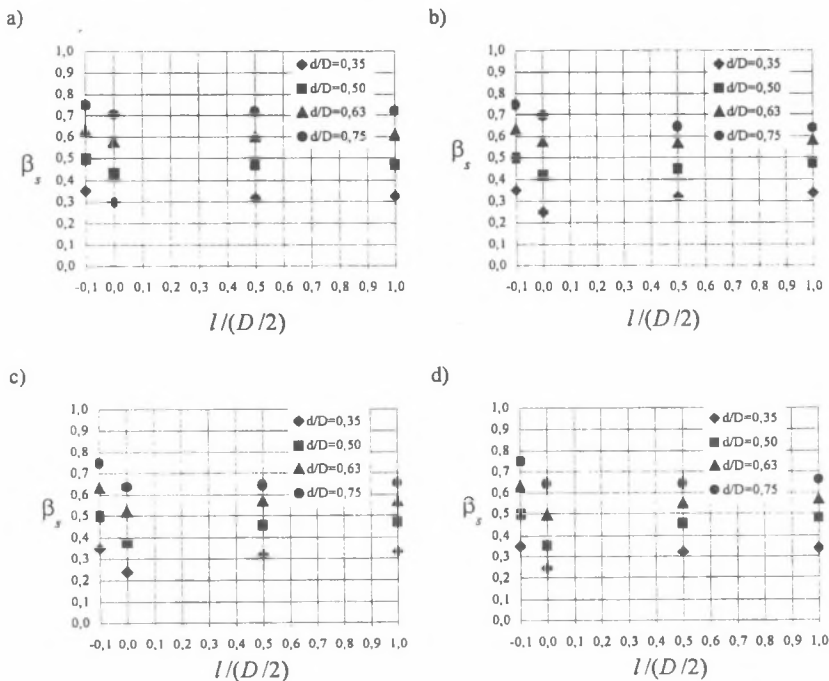 a)
1,0
0,9
0,8
0,7
0,6
0,5
0,4
0,3
0,2
0,1
0,0
βs
d/D=0,35
d/D=0,50
d/D=0,63
d/D=0,75
-0,1 0,0 0,1 0,2 0,3 0,4 0,5 0,6 0,7 0,8 0,9 1,0
l/(D/2)
b)
1,0
0,9
0,8
0,7
0,6
0,5
0,4
0,3
0,2
0,1
0,0
βs
d/D=0,35
d/D=0,50
d/D=0,63
d/D=0,75
-0,1 0,0 0,1 0,2 0,3 0,4 0,5 0,6 0,7 0,8 0,9 1,0
l/(D/2)
c)
1,0
0,9
0,8
0,7
0,6
0,5
0,4
0,3
0,2
0,1
0,0
βs
d/D=0,35
d/D=0,50
d/D=0,63
d/D=0,75
-0,1 0,0 0,1 0,2 0,3 0,4 0,5 0,6 0,7 0,8 0,9 1,0
l/(D/2)
d)
1,0
0,9
0,8
0,7
0,6
0,5
0,4
0,3
0,2
0,1
0,0
βs
d/D=0,35
d/D=0,50
d/D=0,63
d/D=0,75
-0,1 0,0 0,1 0,2 0,3 0,4 0,5 0,6 0,7 0,8 0,9 1,0
l/(D/2)